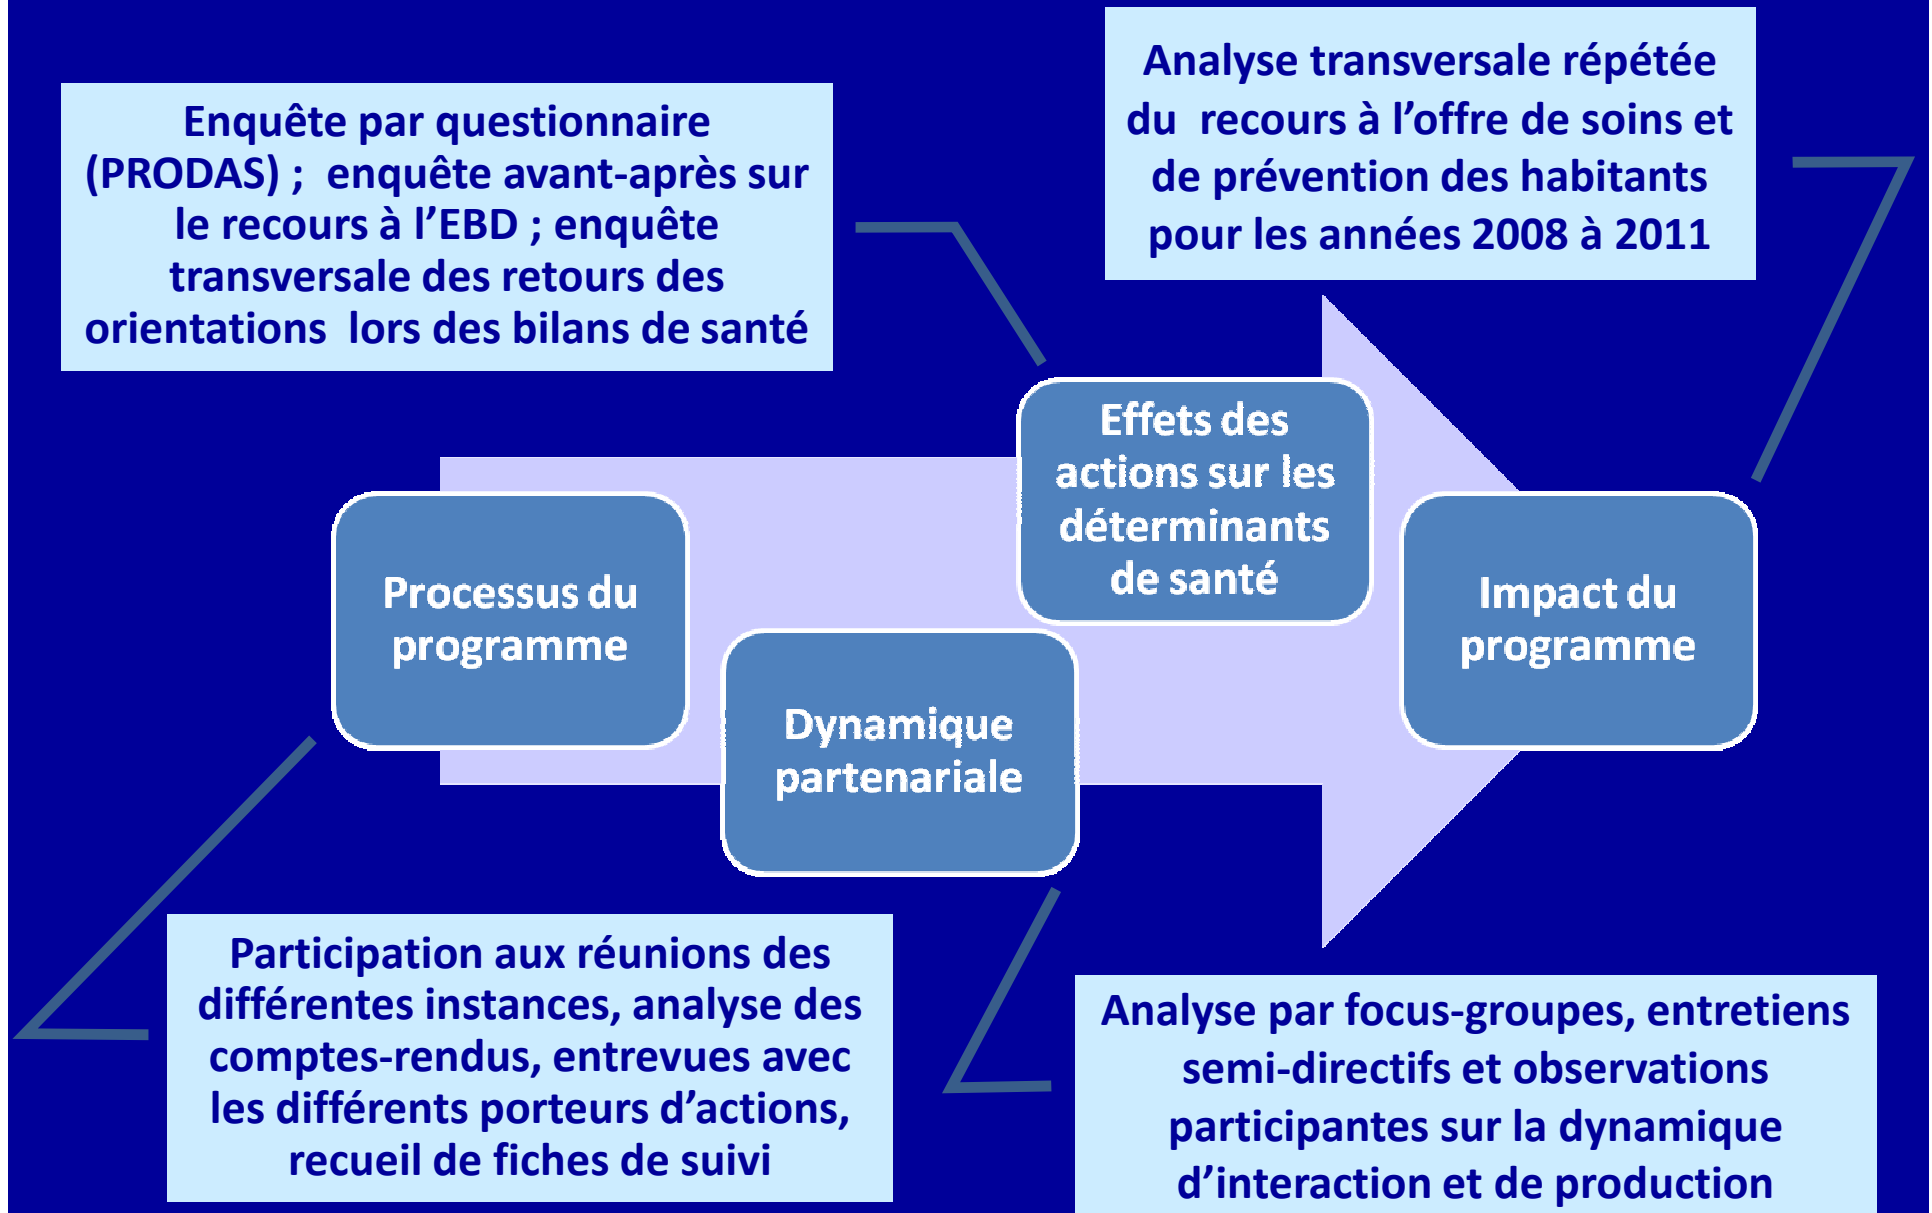 Enquête par questionnaire
(PRODAS) ;  enquête avant-après sur
le recours à l’EBD ; enquête
transversale des retours des
orientations  lors des bilans de santé
Analyse transversale répétée
du  recours à l’offre de soins et
de prévention des habitants
pour les années 2008 à 2011
Processus du
programme
Dynamique
partenariale
Effets des
actions sur les
déterminants
de santé
Impact du
programme
Participation aux réunions des
différentes instances, analyse des
comptes-rendus, entrevues avec
les différents porteurs d’actions,
recueil de fiches de suivi
Analyse par focus-groupes, entretiens
semi-directifs et observations
participantes sur la dynamique
d’interaction et de production